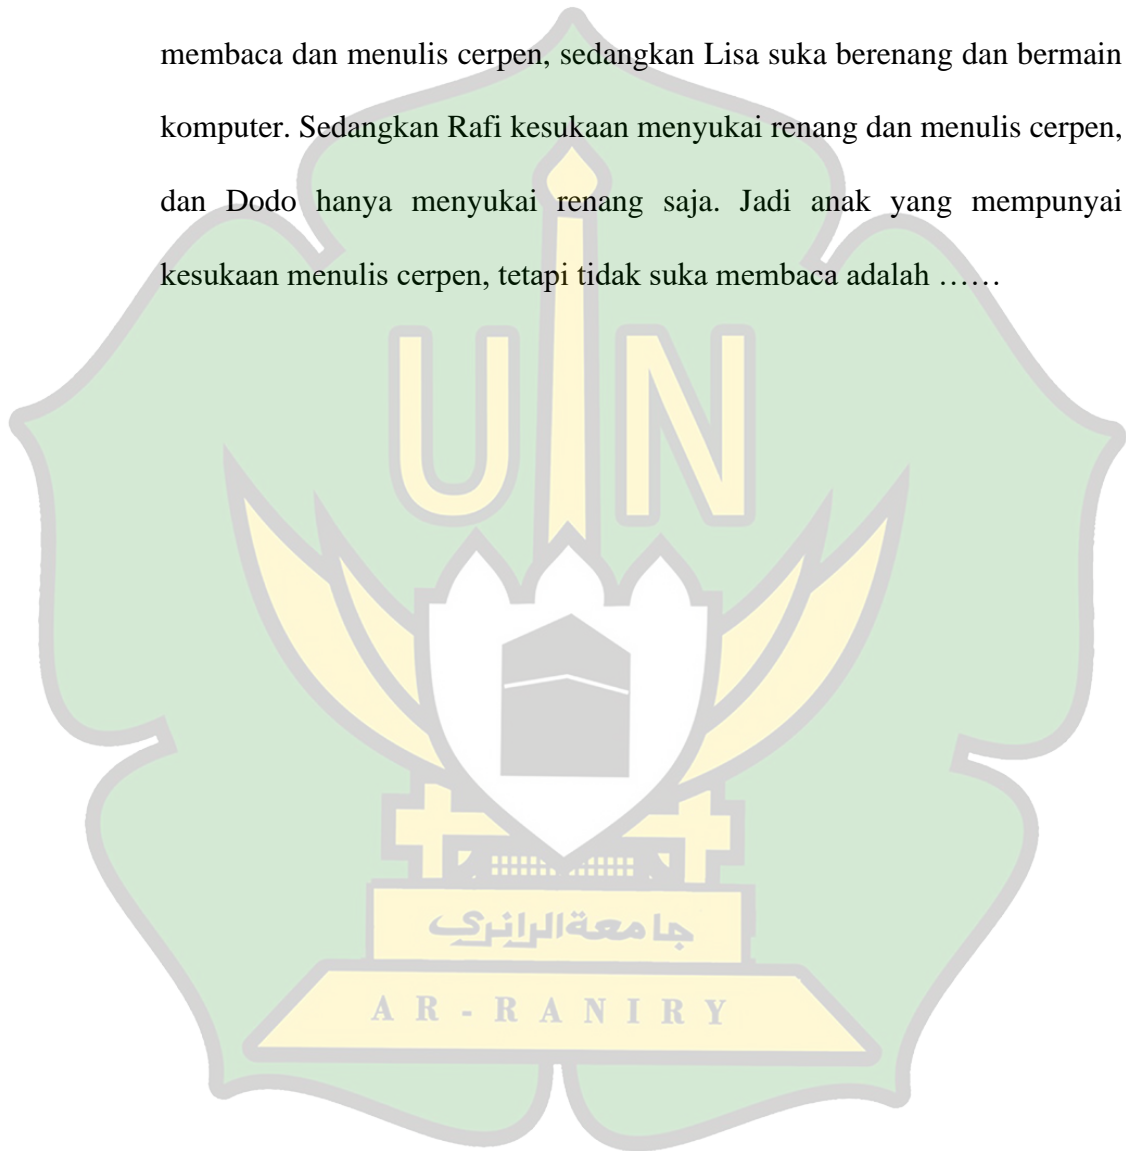 membaca dan menulis cerpen, sedangkan Lisa suka berenang dan bermain
komputer. Sedangkan Rafi kesukaan menyukai renang dan menulis cerpen,
dan Dodo hanya menyukai renang saja. Jadi anak yang mempunyai
kesukaan menulis cerpen, tetapi tidak suka membaca adalah ……
UIN
جامعةالرانري
AR-RANIRY